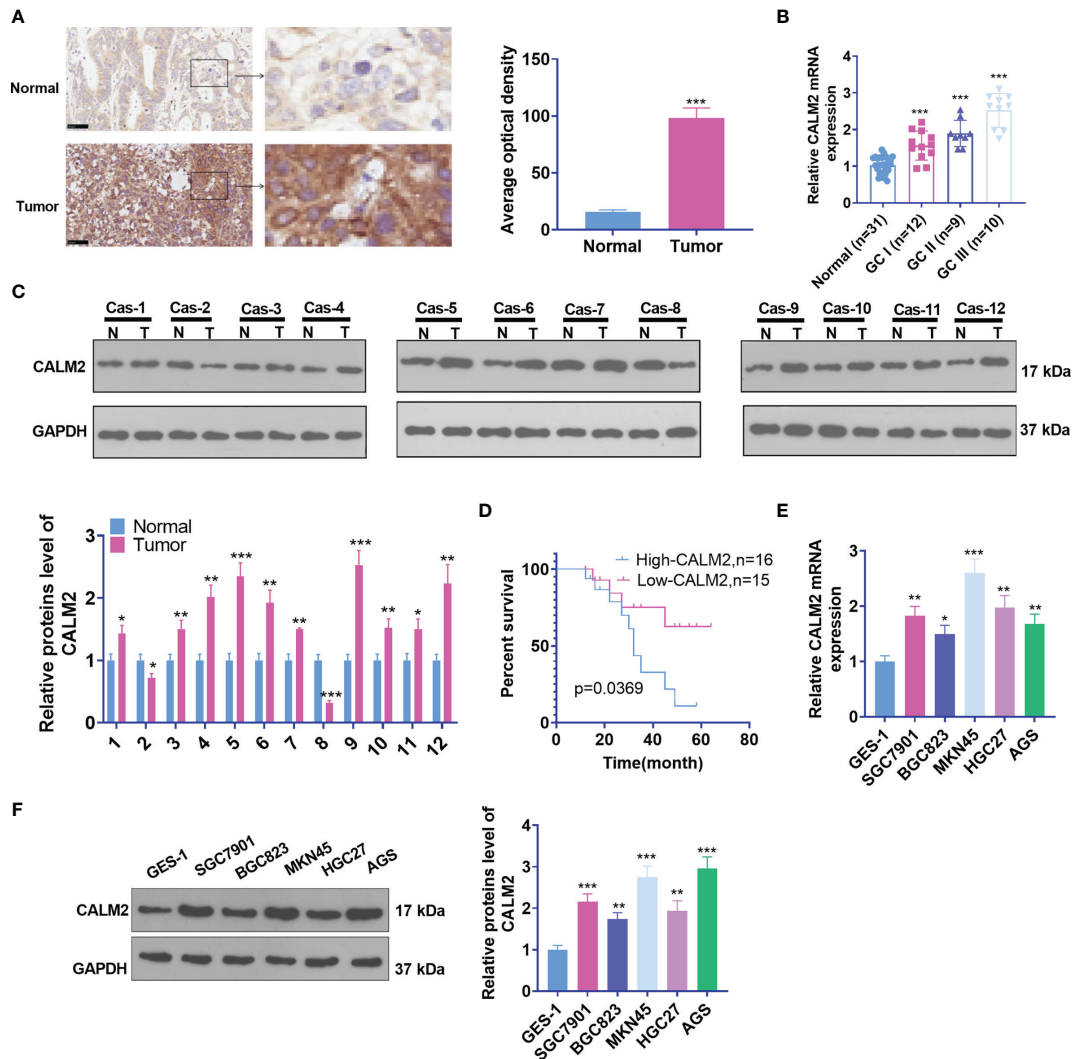 A
Normal
Tumor
Average optical density
150
100
50
0
***
Normal
Tumor
B
Relative CALM2 mRNA
expression
4
3
2
1
0
***
***
***
Normal (n=31)
GC I (n=12)
GC II (n=9)
GC III (n=10)
C
Cas-1 Cas-2 Cas-3 Cas-4
N T N T N T N T
Cas-5 Cas-6 Cas-7 Cas-8
N T N T N T N T
Cas-9 Cas-10 Cas-11 Cas-12
N T N T N T N T
CALM2
17 kDa
GAPDH
37 kDa
Relative proteins level of
CALM2
3
2
1
0
Normal
Tumor
* * ** ** *** ** ** *** *** ** * **
1 2 3 4 5 6 7 8 9 10 11 12
D
Percent survival
100
50
0
High-CALM2,n=16
Low-CALM2,n=15
p=0.0369
0 20 40 60 80
Time(month)
E
Relative CALM2 mRNA
expression
3
2
1
0
** * *** ** **
GES-1
SGC7901
BGC823
MKN45
HGC27
AGS
F
GES-1
SGC7901
BGC823
MKN45
HGC27
AGS
CALM2
17 kDa
GAPDH
37 kDa
Relative proteins level of
CALM2
4
3
2
1
0
*** ** *** ** ***
GES-1
SGC7901
BGC823
MKN45
HGC27
AGS